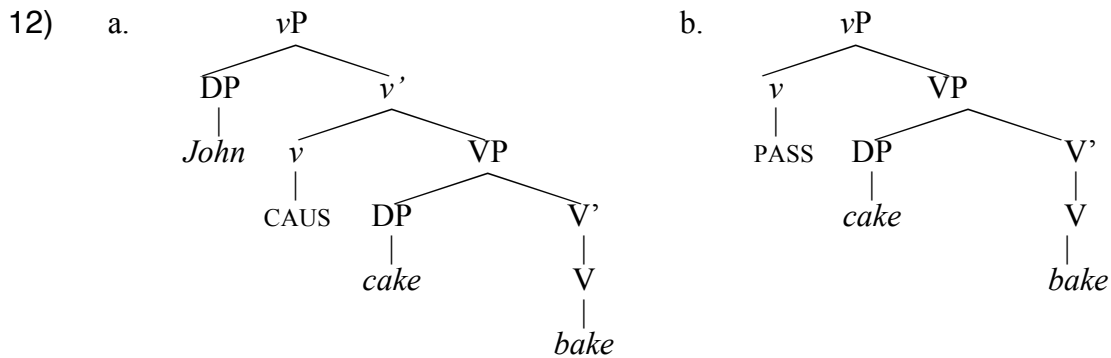 12) a. vP b. vP
DP v’ v VP
John v VP PASS DP V’
CAUS DP V’ cake V
cake V bake
bake